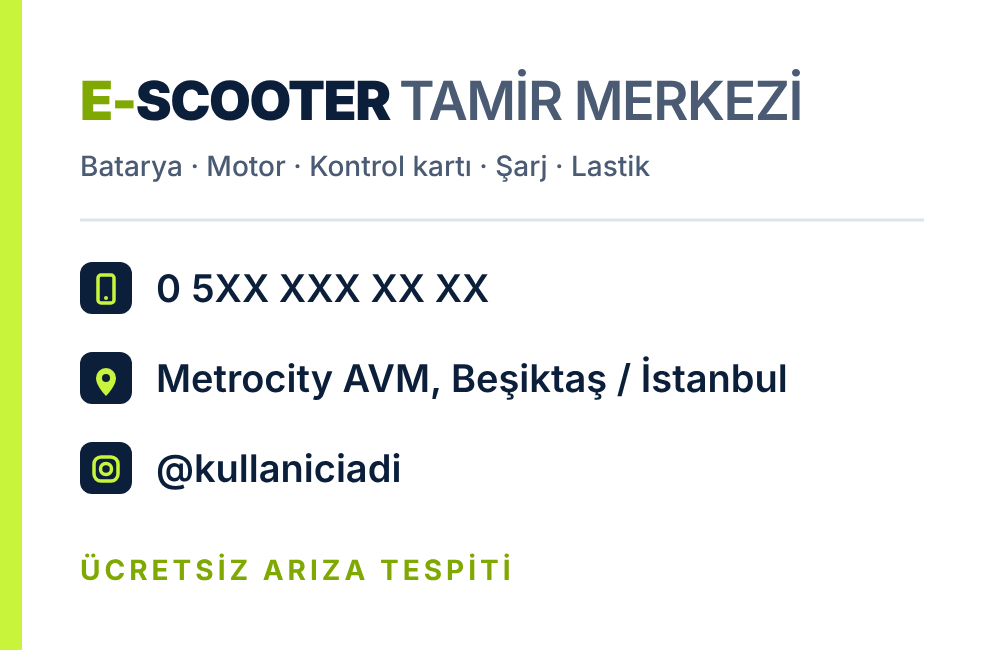 E-SCOOTER TAMİR MERKEZİ
Batarya · Motor · Kontrol kartı · Şarj · Lastik
0 5XX XXX XX XX
Metrocity AVM, Beşiktaş / İstanbul
@kullaniciadi
ÜCRETSİZ ARIZA TESPİTİ